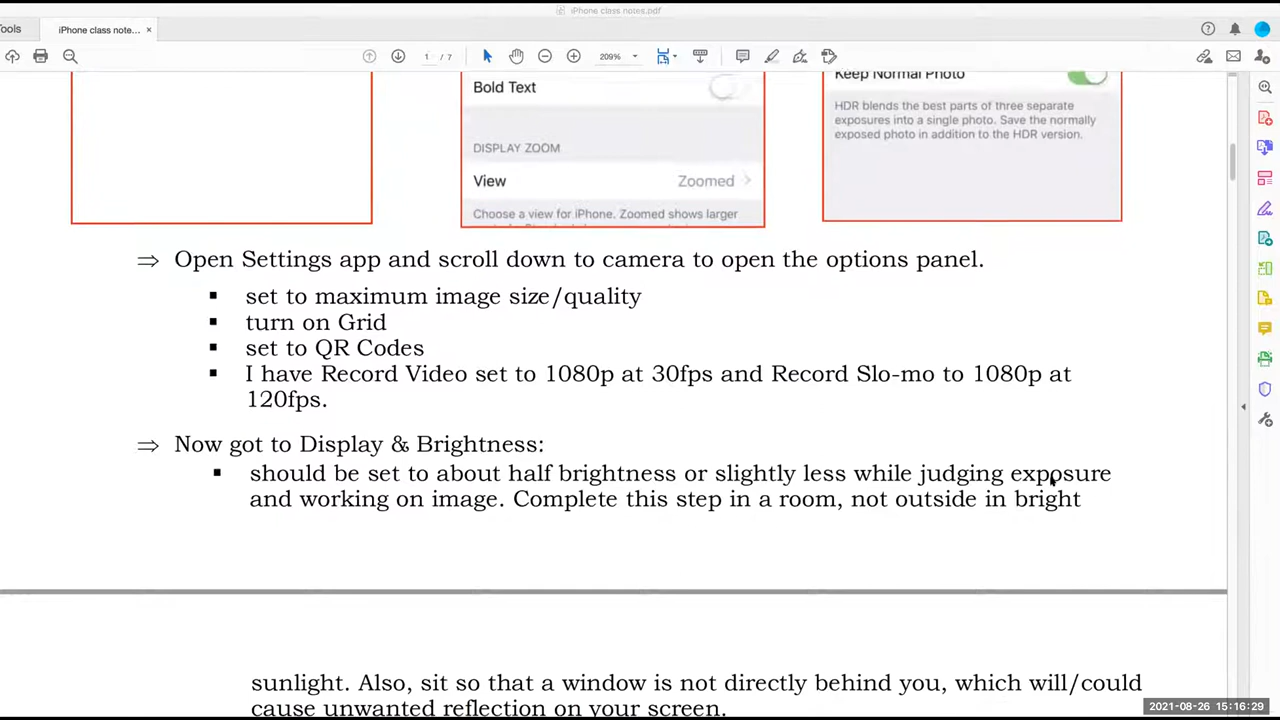 iPhone class notes.pdf
Tools
iPhone class note... ×
1 / 7
209%
Bold Text
DISPLAY ZOOM
View Zoomed
Choose a view for iPhone. Zoomed shows larger
Keep Normal Photo
HDR blends the best parts of three separate
exposures into a single photo. Save the normally
exposed photo in addition to the HDR version.
⇒ Open Settings app and scroll down to camera to open the options panel.
▪ set to maximum image size/quality
▪ turn on Grid
▪ set to QR Codes
▪ I have Record Video set to 1080p at 30fps and Record Slo-mo to 1080p at
120fps.
⇒ Now got to Display & Brightness:
▪ should be set to about half brightness or slightly less while judging exposure
and working on image. Complete this step in a room, not outside in bright
sunlight. Also, sit so that a window is not directly behind you, which will/could
cause unwanted reflection on your screen.
2021-08-26 15:16:29